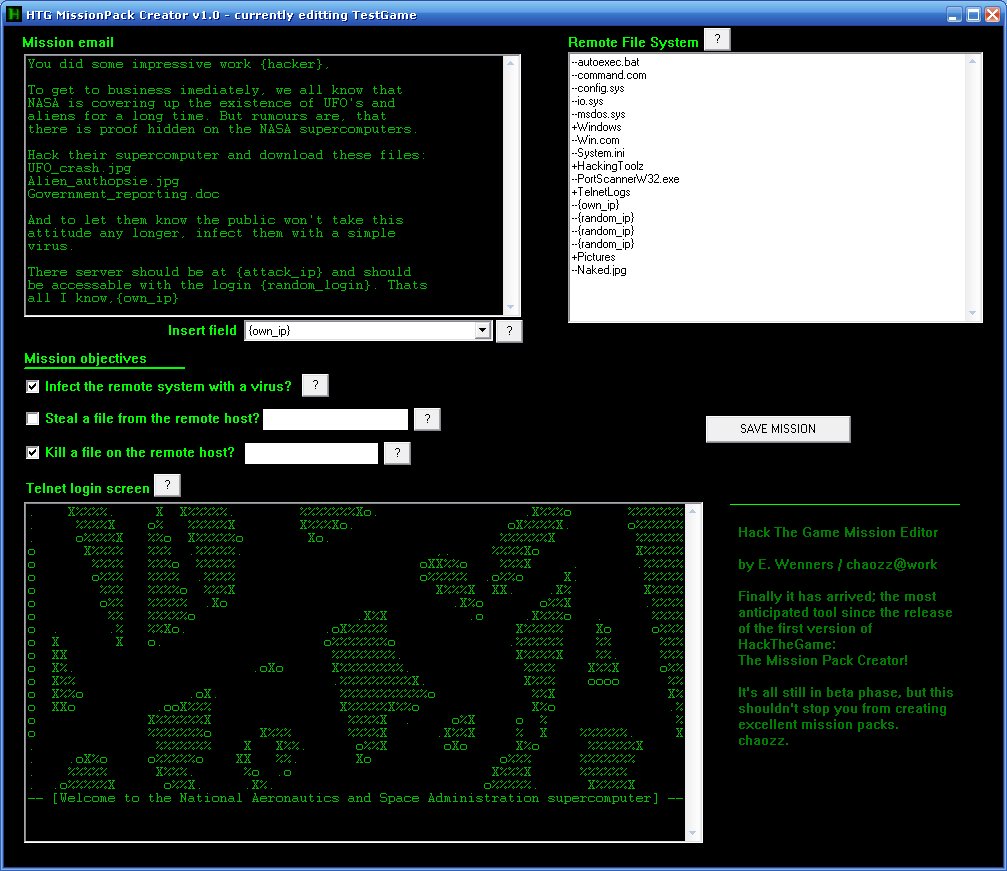 HTG MissionPack Creator v1.0 - currently editting TestGame
Mission email
You did some impressive work {hacker},
To get to business imediately, we all know that
NASA is covering up the existence of UFO's and
aliens for a long time. But rumours are, that
there is proof hidden on the NASA supercomputers.
Hack their supercomputer and download these files:
UFO_crash.jpg
Alien_authopsie.jpg
Government_reporting.doc
And to let them know the public won't take this
attitude any longer, infect them with a simple
virus.
There server should be at {attack_ip} and should
be accessable with the login {random_login}. Thats
all I know,{own_ip}
Insert field {own_ip} ?
Remote File System ?
--autoexec.bat
--command.com
--config.sys
--io.sys
--msdos.sys
+Windows
--Win.com
--System.ini
+HackingToolz
--PortScannerW32.exe
+TelnetLogs
--{own_ip}
--{random_ip}
--{random_ip}
--{random_ip}
+Pictures
--Naked.jpg
Mission objectives
Infect the remote system with a virus? ?
Steal a file from the remote host? ?
Kill a file on the remote host? ?
SAVE MISSION
Telnet login screen ?
-- [Welcome to the National Aeronautics and Space Administration supercomputer] --
Hack The Game Mission Editor
by E. Wenners / chaozz@work
Finally it has arrived; the most
anticipated tool since the release
of the first version of
HackTheGame:
The Mission Pack Creator!
It's all still in beta phase, but this
shouldn't stop you from creating
excellent mission packs.
chaozz.